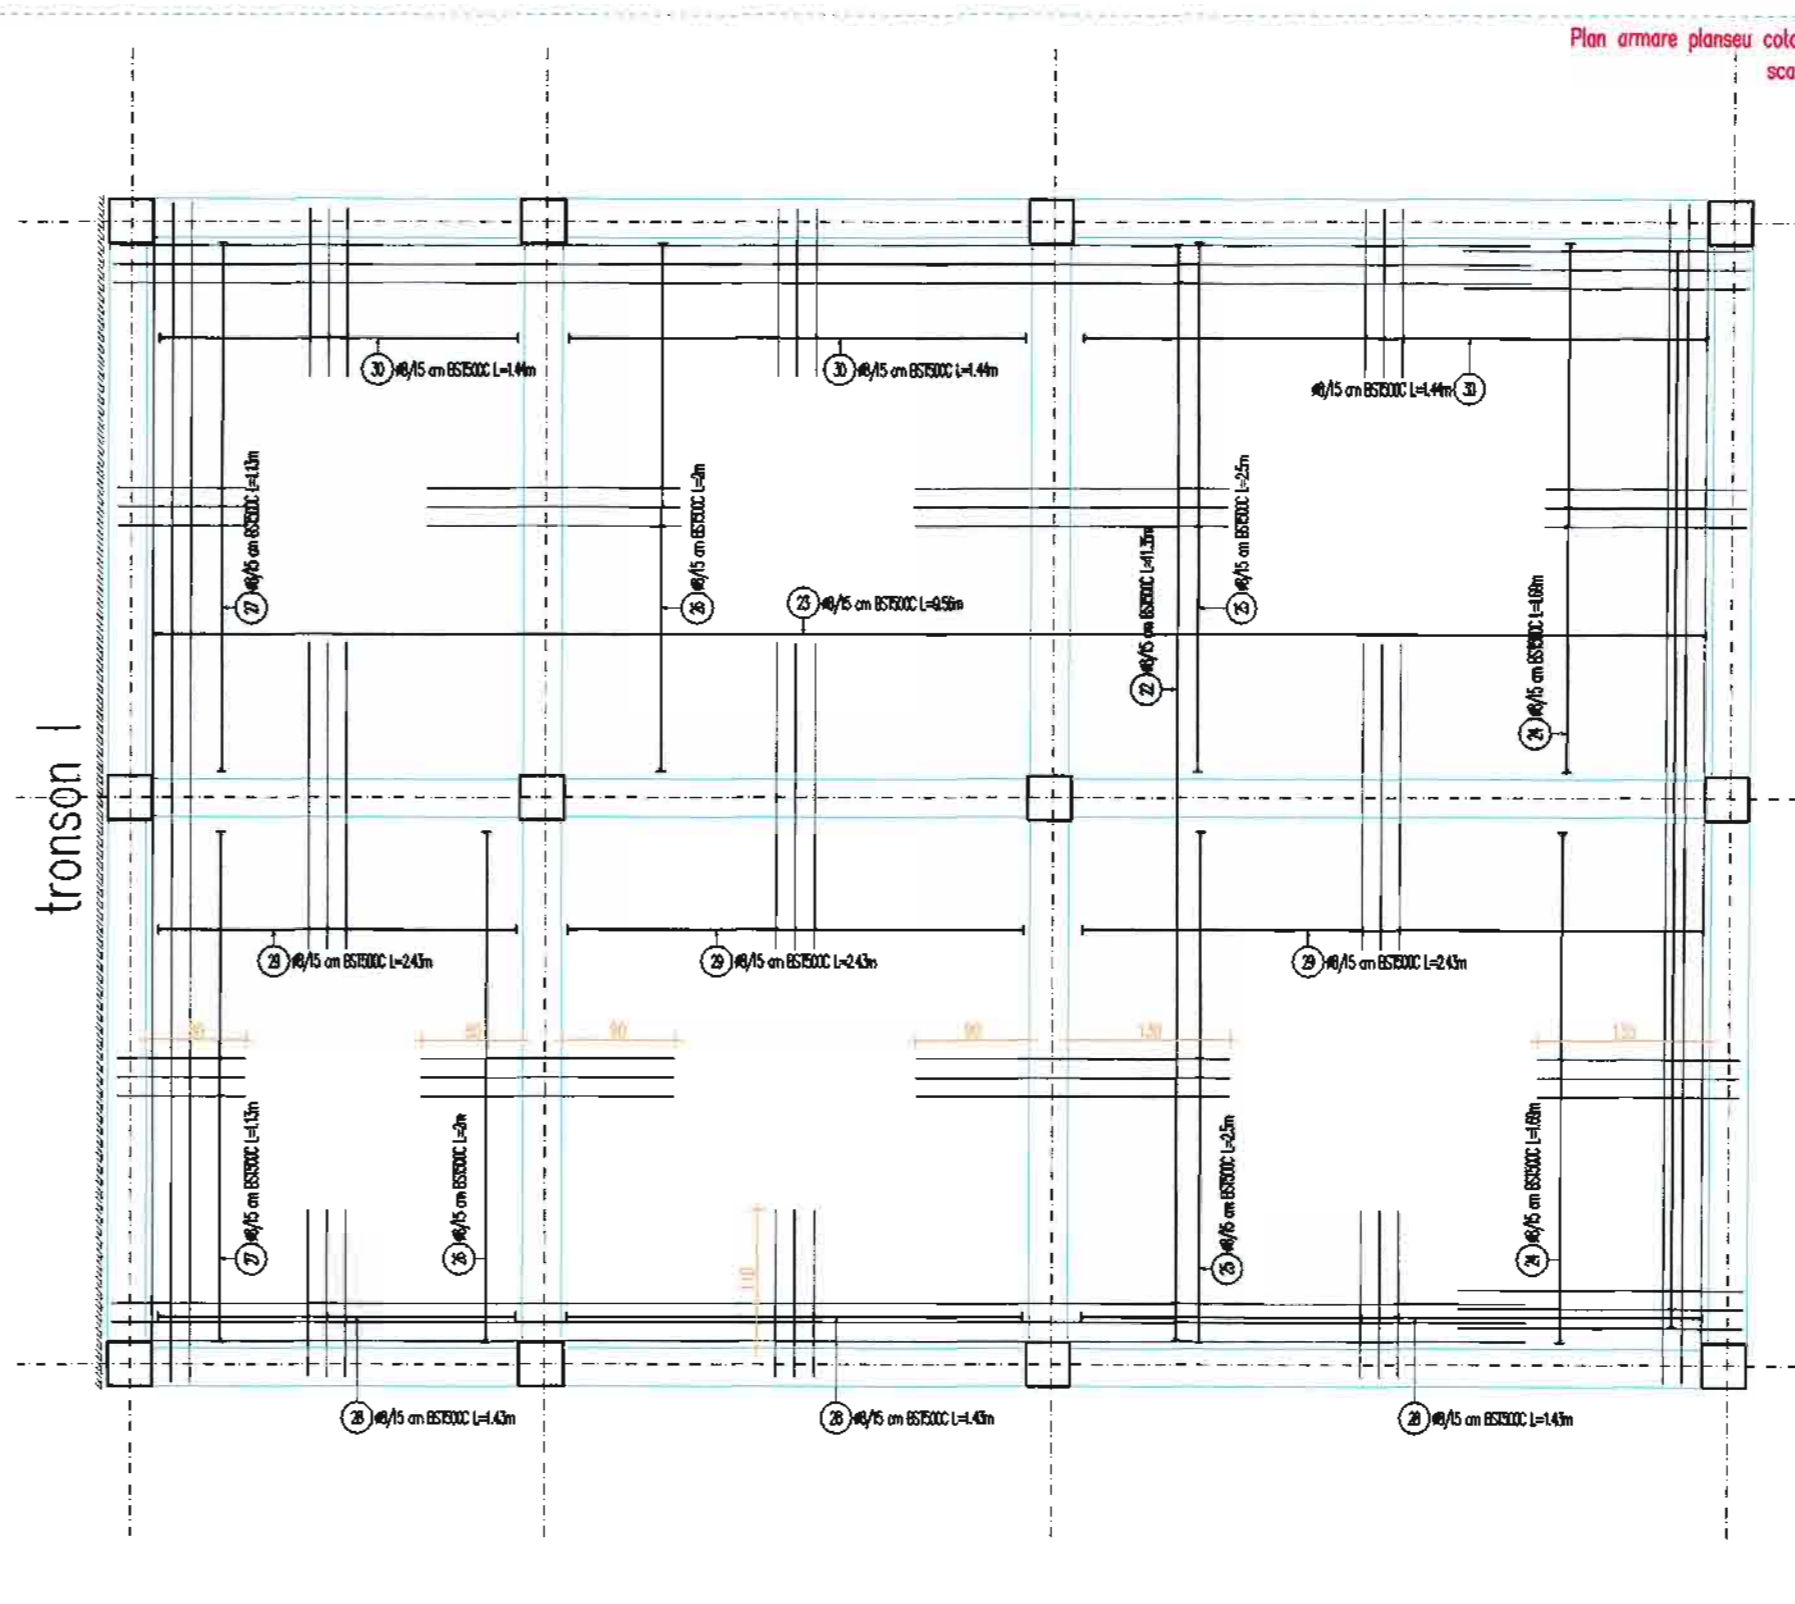 Plan armare planseu cota
sca
30 ø8/15 cm BST500C L=1.44m
30 ø8/15 cm BST500C L=1.44m
ø8/15 cm BST500C L=1.44m 30
27 ø8/15 cm BST500C L=1.13m
26 ø8/15 cm BST500C L=2m
25 ø8/15 cm BST500C L=2.5m
23 ø8/15 cm BST500C L=9.56m
22 ø8/15 cm BST500C
24 ø8/15 cm BST500C L=1.69m
tronson I
29 ø8/15 cm BST500C L=2.43m
29 ø8/15 cm BST500C L=2.43m
29 ø8/15 cm BST500C L=2.43m
90
90
130
27 ø8/15 cm BST500C L=1.13m
26 ø8/15 cm BST500C L=2m
25 ø8/15 cm BST500C L=2.5m
24 ø8/15 cm BST500C L=1.69m
110
28 ø8/15 cm BST500C L=1.43m
28 ø8/15 cm BST500C L=1.43m
28 ø8/15 cm BST500C L=1.43m